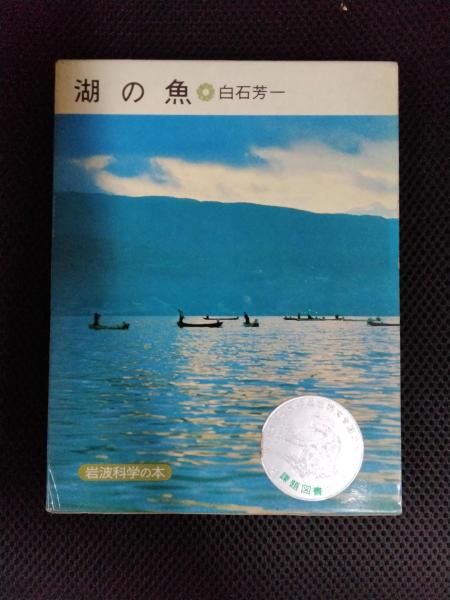 湖の魚 白石芳一
岩波科学の本
課題図書